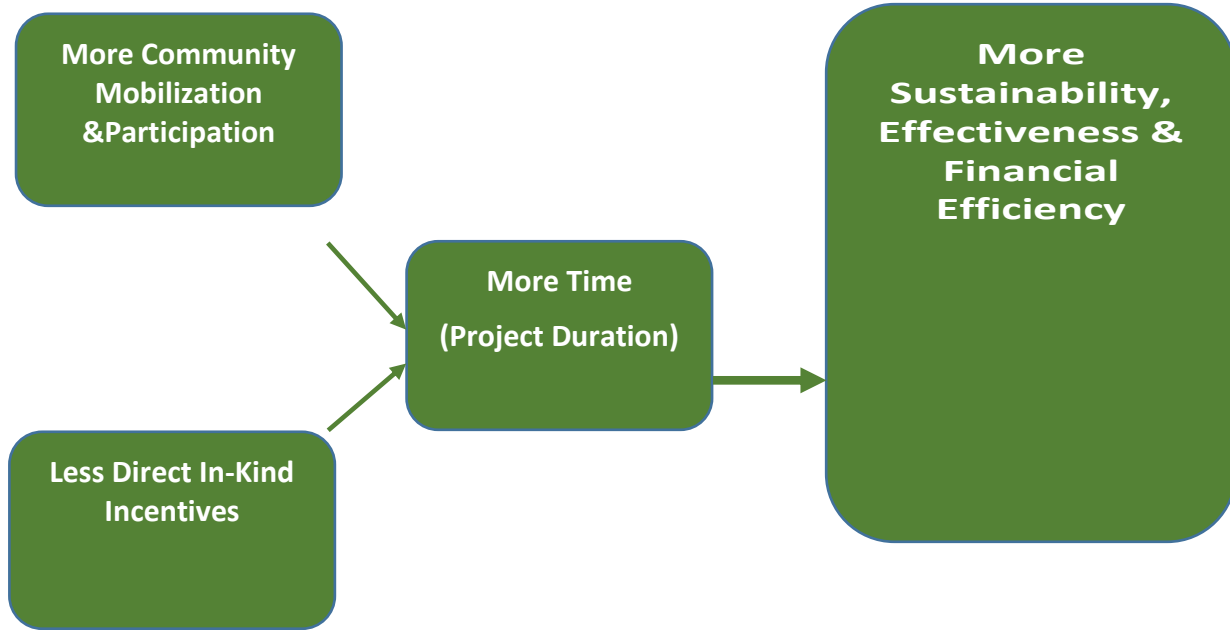 More Community
Mobilization
&Participation
More
Sustainability,
Effectiveness &
Financial
Efficiency
More Time
(Project Duration)
Less Direct In-Kind
Incentives